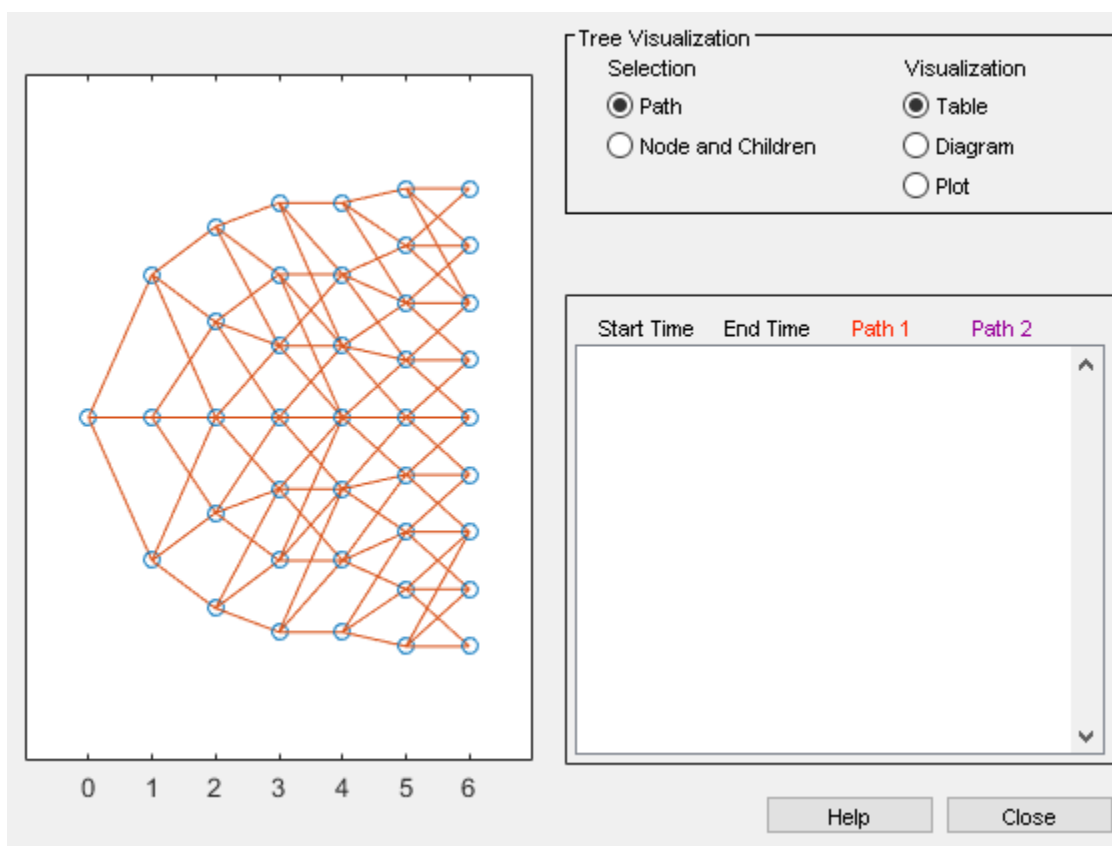 Tree Visualization
Selection
Visualization
Path
Table
Node and Children
Diagram
Plot
Start Time End Time Path 1 Path 2
0 1 2 3 4 5 6
Help
Close